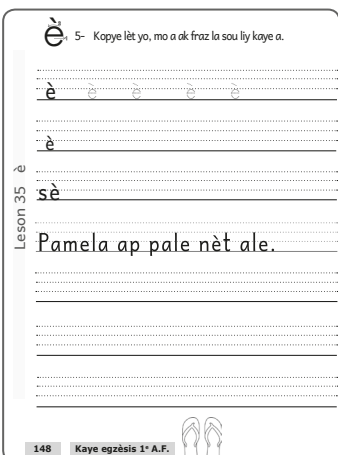 è
5- Kopye lèt yo, mo a ak fraz la sou liy kaye a.
Leson 35 è
è è è è è
è
sè
Pamela ap pale nèt ale.
148 Kaye egzèsis 1ᵉ A.F.